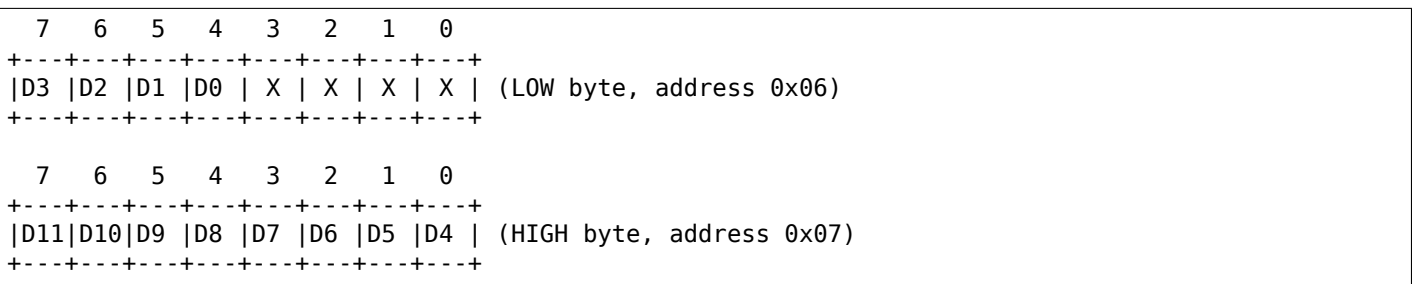 7   6   5   4   3   2   1   0
+---+---+---+---+---+---+---+---+
|D3 |D2 |D1 |D0 | X | X | X | X | (LOW byte, address 0x06)
+---+---+---+---+---+---+---+---+

  7   6   5   4   3   2   1   0
+---+---+---+---+---+---+---+---+
|D11|D10|D9 |D8 |D7 |D6 |D5 |D4 | (HIGH byte, address 0x07)
+---+---+---+---+---+---+---+---+